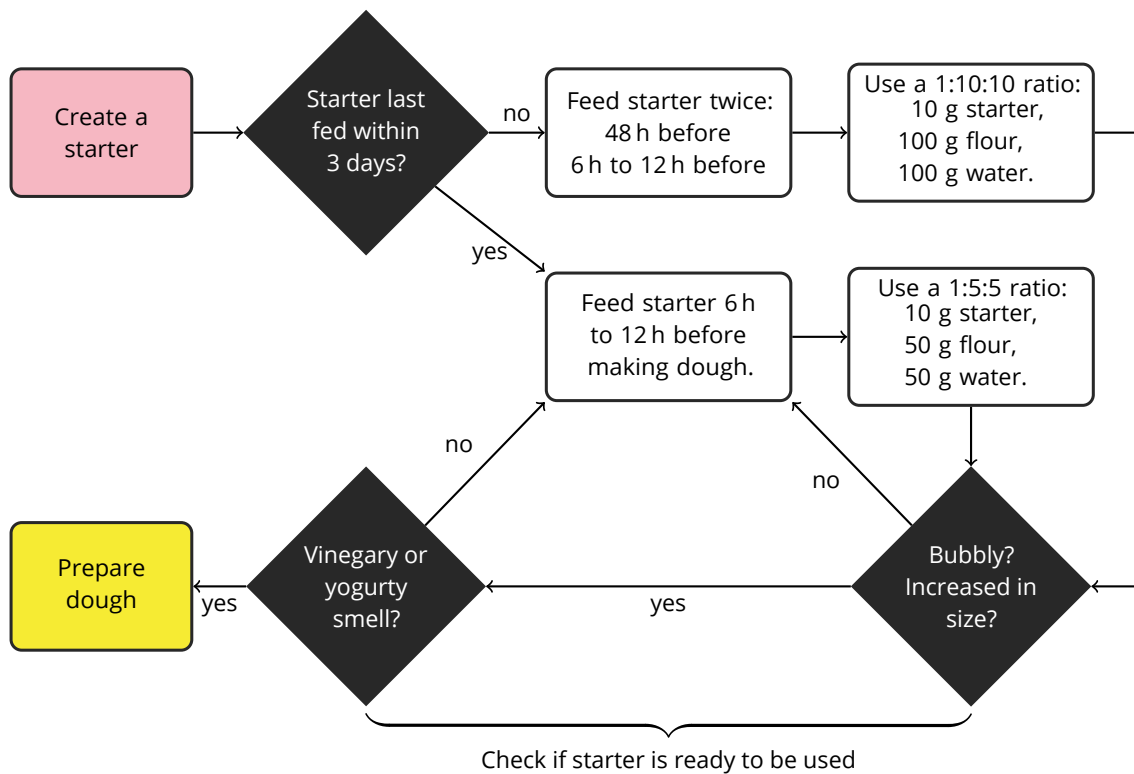 Create a
starter
Starter last
fed within
3 days?
no
Feed starter twice:
48 h before
6 h to 12 h before
Use a 1:10:10 ratio:
10 g starter,
100 g flour,
100 g water.
yes
Feed starter 6 h
to 12 h before
making dough.
Use a 1:5:5 ratio:
10 g starter,
50 g flour,
50 g water.
no
no
Prepare
dough
yes
Vinegary or
yogurty
smell?
yes
Bubbly?
Increased in
size?
Check if starter is ready to be used